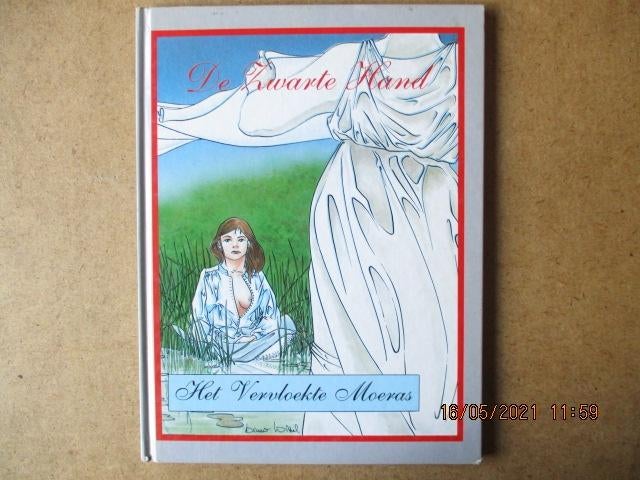 De Zwarte Hand
Het Vervloekte Moeras
16/05/2021 11:59